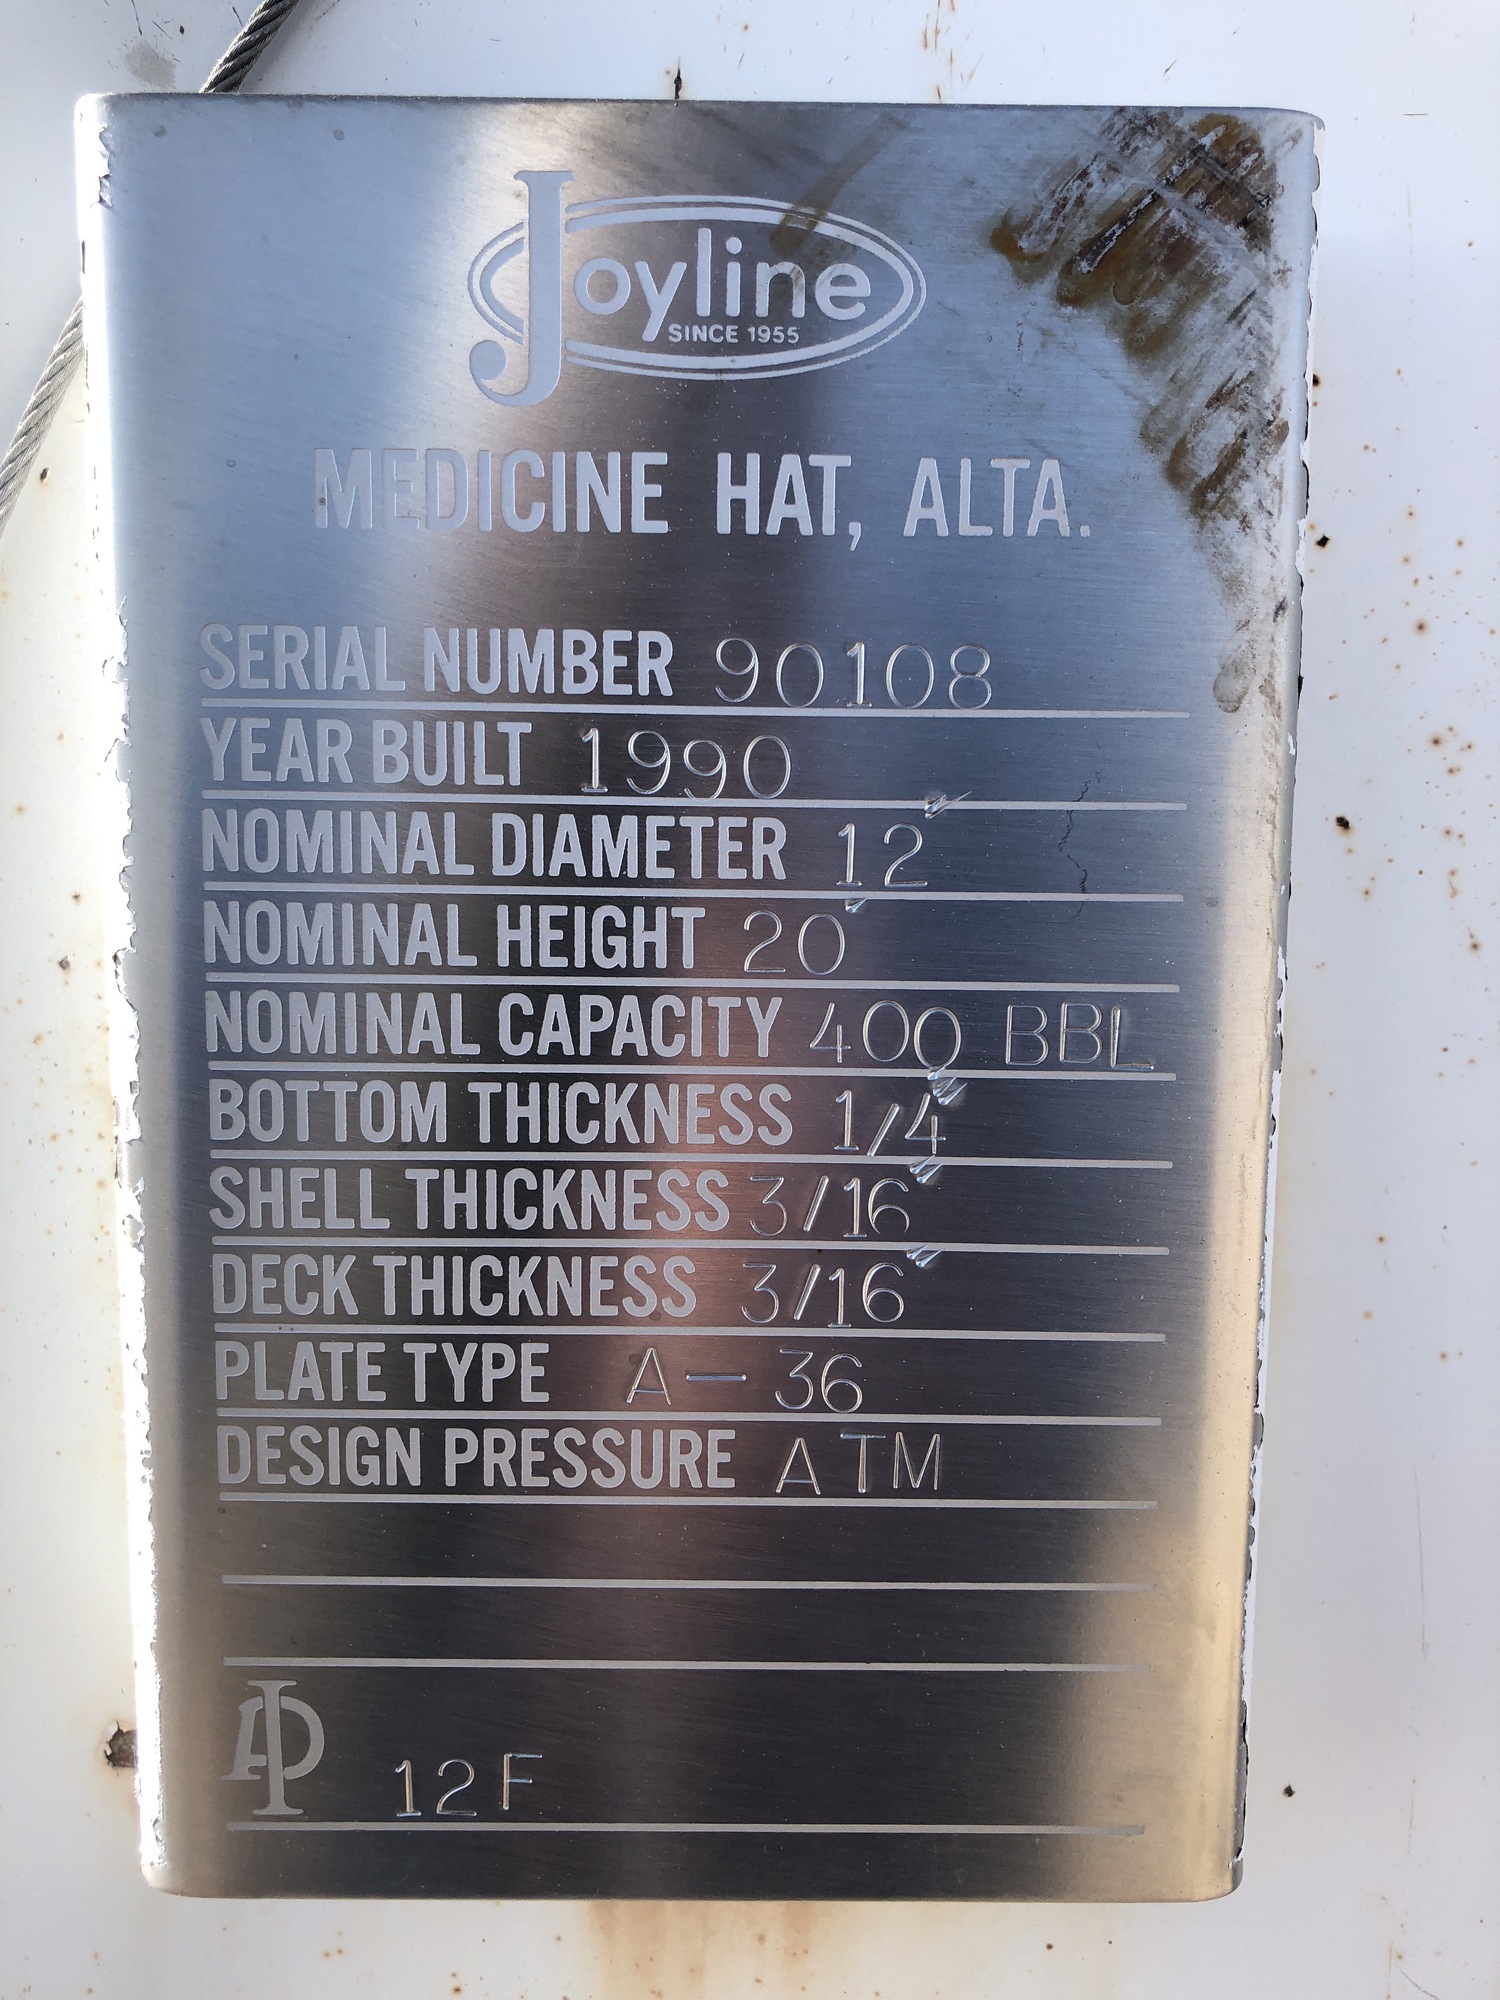 Joyline
SINCE 1955
MEDICINE HAT, ALTA.
SERIAL NUMBER 90108
YEAR BUILT 1990
NOMINAL DIAMETER 12'
NOMINAL HEIGHT 20'
NOMINAL CAPACITY 400 BBL
BOTTOM THICKNESS 1/4"
SHELL THICKNESS 3/16"
DECK THICKNESS 3/16"
PLATE TYPE A-36
DESIGN PRESSURE ATM
API 12F